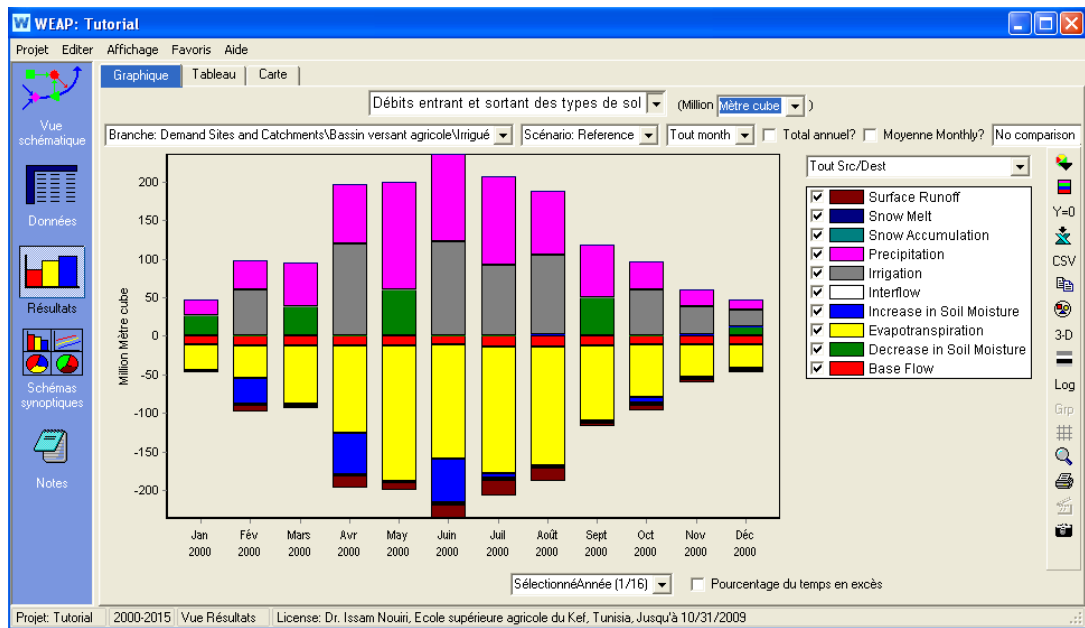 WEAP: Tutorial
Projet Editer Affichage Favoris Aide
Graphique Tableau Carte
Débits entrant et sortant des types de sol (Million Mètre cube )
Branche: Demand Sites and Catchments\Bassin versant agricole\Irrigué Scénario: Reference Tout month Total annuel? Moyenne Monthly? No comparison
Vue
schématique
Données
Résultats
Schémas
synoptiques
Notes
Million Mètre cube
200
150
100
50
0
-50
-100
-150
-200
Jan Fév Mars Avr May Juin Juil Août Sept Oct Nov Déc
2000 2000 2000 2000 2000 2000 2000 2000 2000 2000 2000 2000
Tout Src/Dest
Surface Runoff
Snow Melt
Snow Accumulation
Precipitation
Irrigation
Interflow
Increase in Soil Moisture
Evapotranspiration
Decrease in Soil Moisture
Base Flow
Y=0
CSV
3-D
Log
Grp
SélectionnéAnnée (1/16) Pourcentage du temps en excès
Projet: Tutorial 2000-2015 Vue Résultats License: Dr. Issam Nouiri, Ecole supérieure agricole du Kef, Tunisia, Jusqu'à 10/31/2009